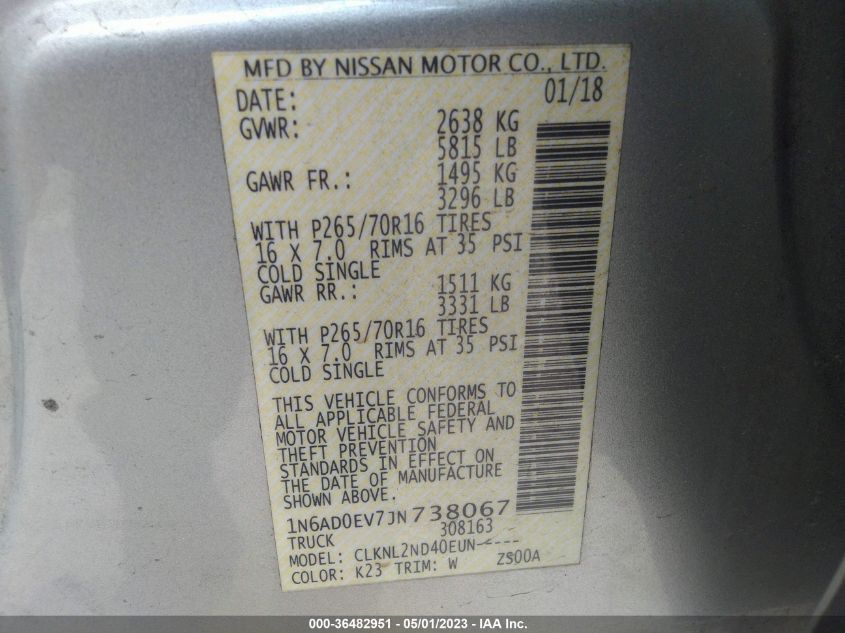 MFD BY NISSAN MOTOR CO., LTD.
DATE: 01/18
GVWR: 2638 KG
5815 LB
GAWR FR.: 1495 KG
3296 LB
WITH P265/70R16 TIRES
16 X 7.0 RIMS AT 35 PSI
COLD SINGLE
GAWR RR.: 1511 KG
3331 LB
WITH P265/70R16 TIRES
16 X 7.0 RIMS AT 35 PSI
COLD SINGLE
THIS VEHICLE CONFORMS TO
ALL APPLICABLE FEDERAL
MOTOR VEHICLE SAFETY AND
THEFT PREVENTION
STANDARDS IN EFFECT ON
THE DATE OF MANUFACTURE
SHOWN ABOVE.
1N6AD0EV7JN738067
TRUCK 308163
MODEL: CLKNL2ND40EUN-----
COLOR: K23 TRIM: W ZS00A
000-36482951 - 05/01/2023 - IAA Inc.